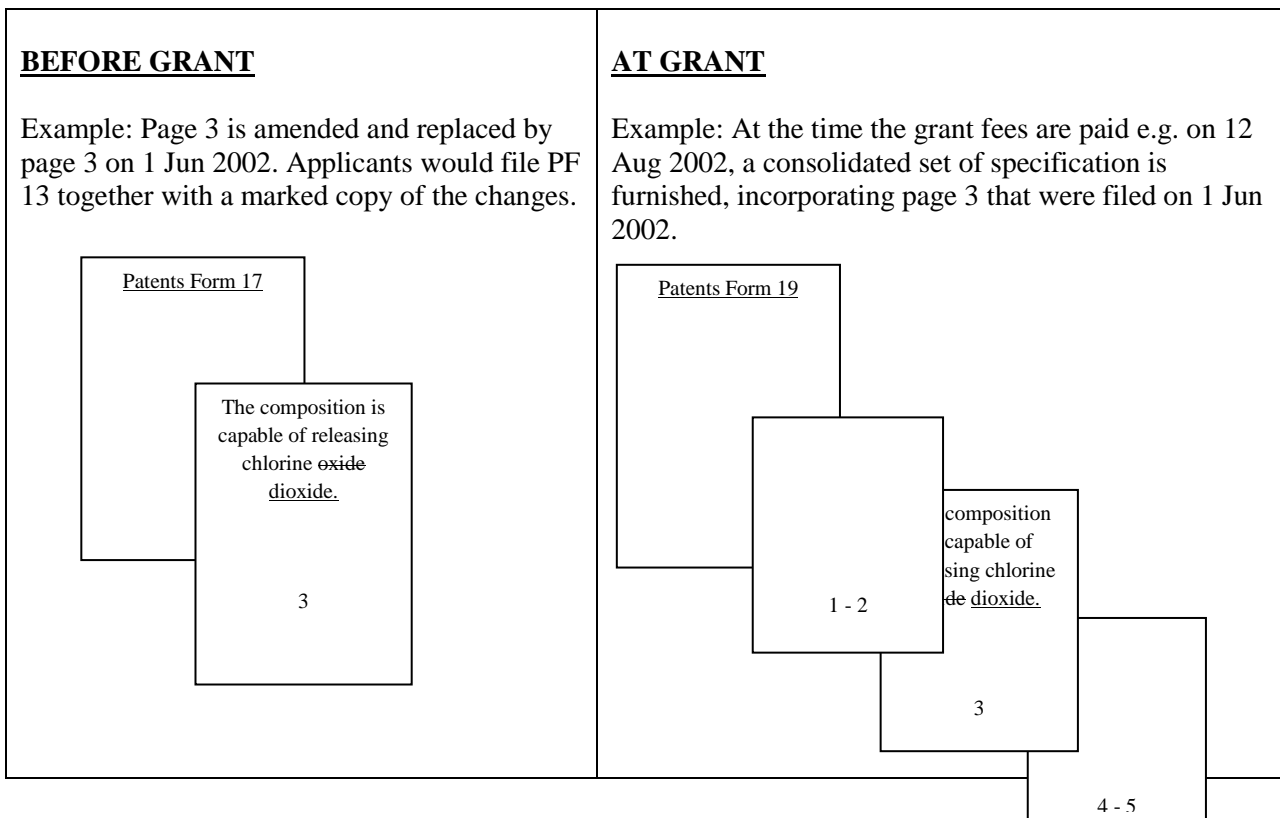 BEFORE GRANT
Example: Page 3 is amended and replaced by
page 3 on 1 Jun 2002. Applicants would file PF
13 together with a marked copy of the changes.
Patents Form 17
The composition is
capable of releasing
chlorine oxide
dioxide.
3
AT GRANT
Example: At the time the grant fees are paid e.g. on 12
Aug 2002, a consolidated set of specification is
furnished, incorporating page 3 that were filed on 1 Jun
2002.
Patents Form 19
1 - 2
composition
capable of
sing chlorine
de dioxide.
3
4 - 5